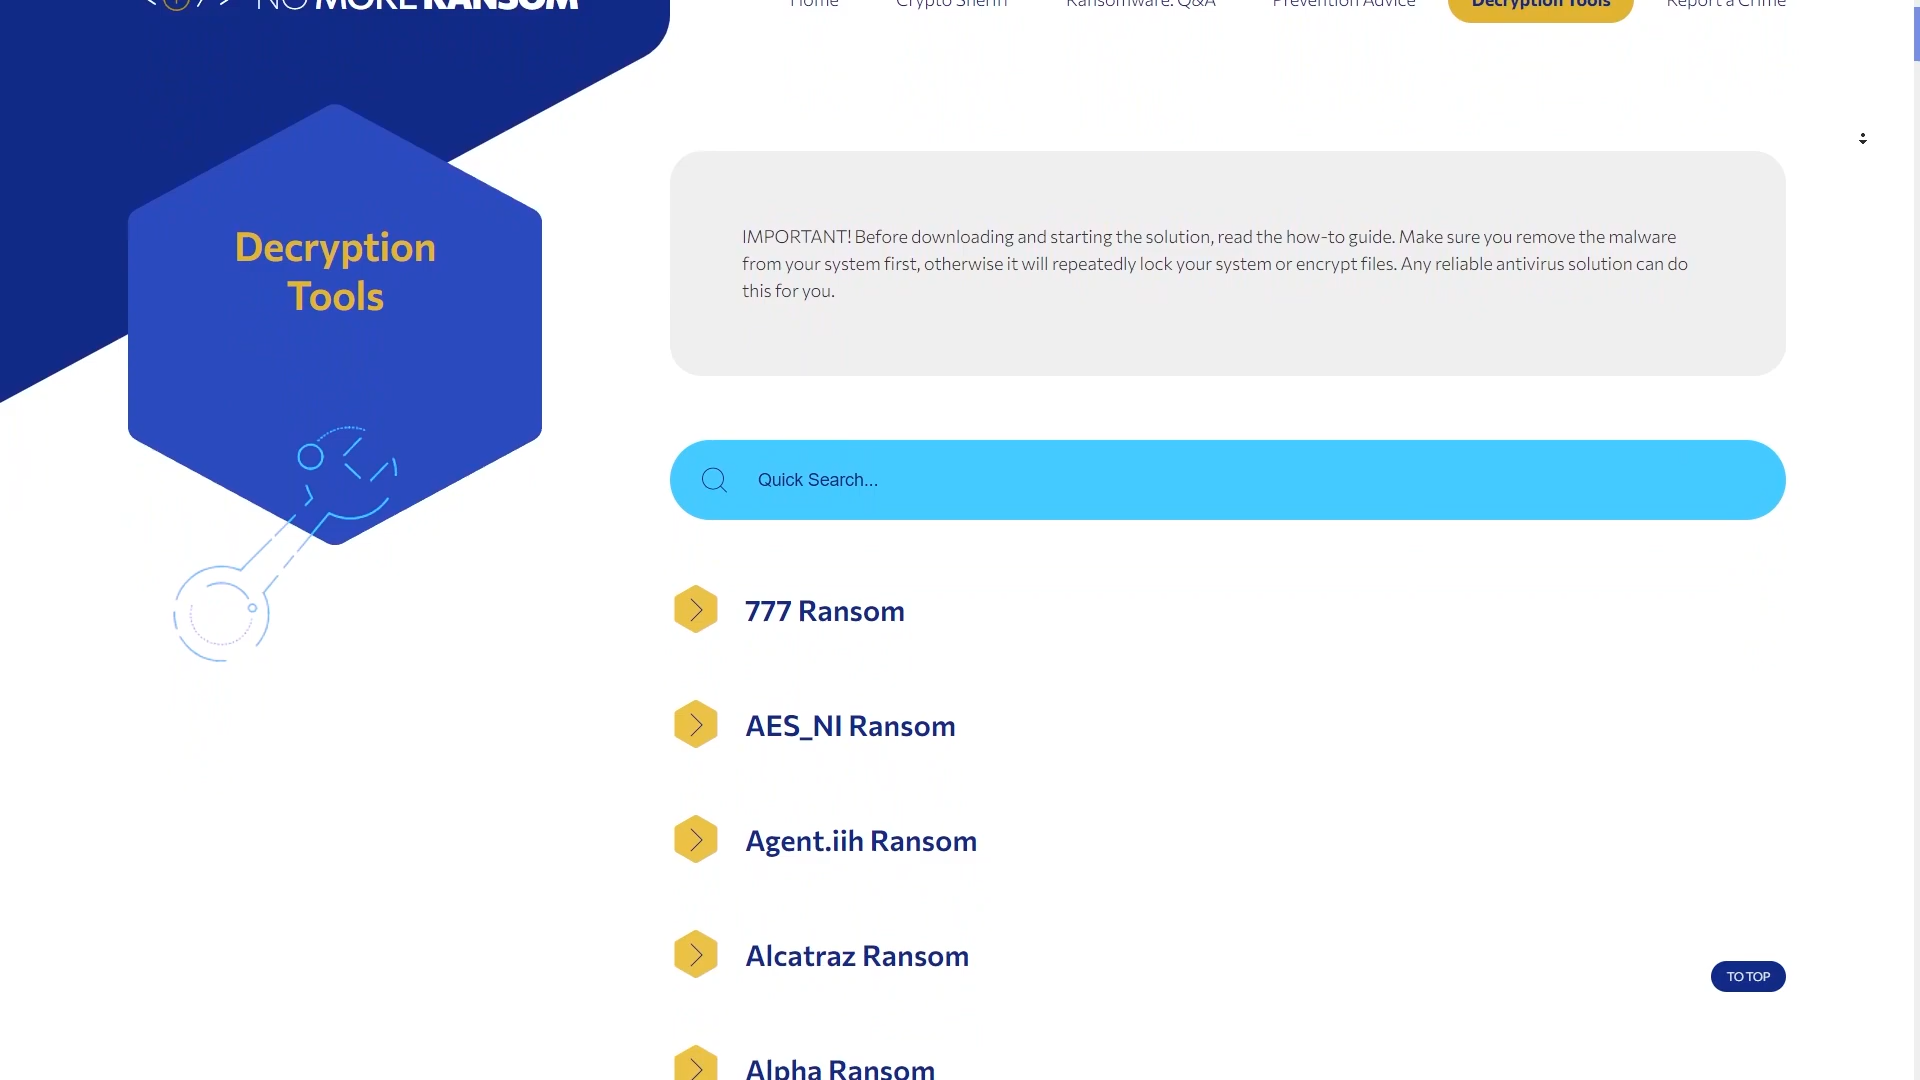 NO MORE RANSOM
Home
Crypto Sheriff
Ransomware: Q&A
Prevention Advice
Decryption Tools
Report a Crime
Decryption
Tools
IMPORTANT! Before downloading and starting the solution, read the how-to guide. Make sure you remove the malware
from your system first, otherwise it will repeatedly lock your system or encrypt files. Any reliable antivirus solution can do
this for you.
Quick Search...
777 Ransom
AES_NI Ransom
Agent.iih Ransom
Alcatraz Ransom
TO TOP
Alpha Ransom